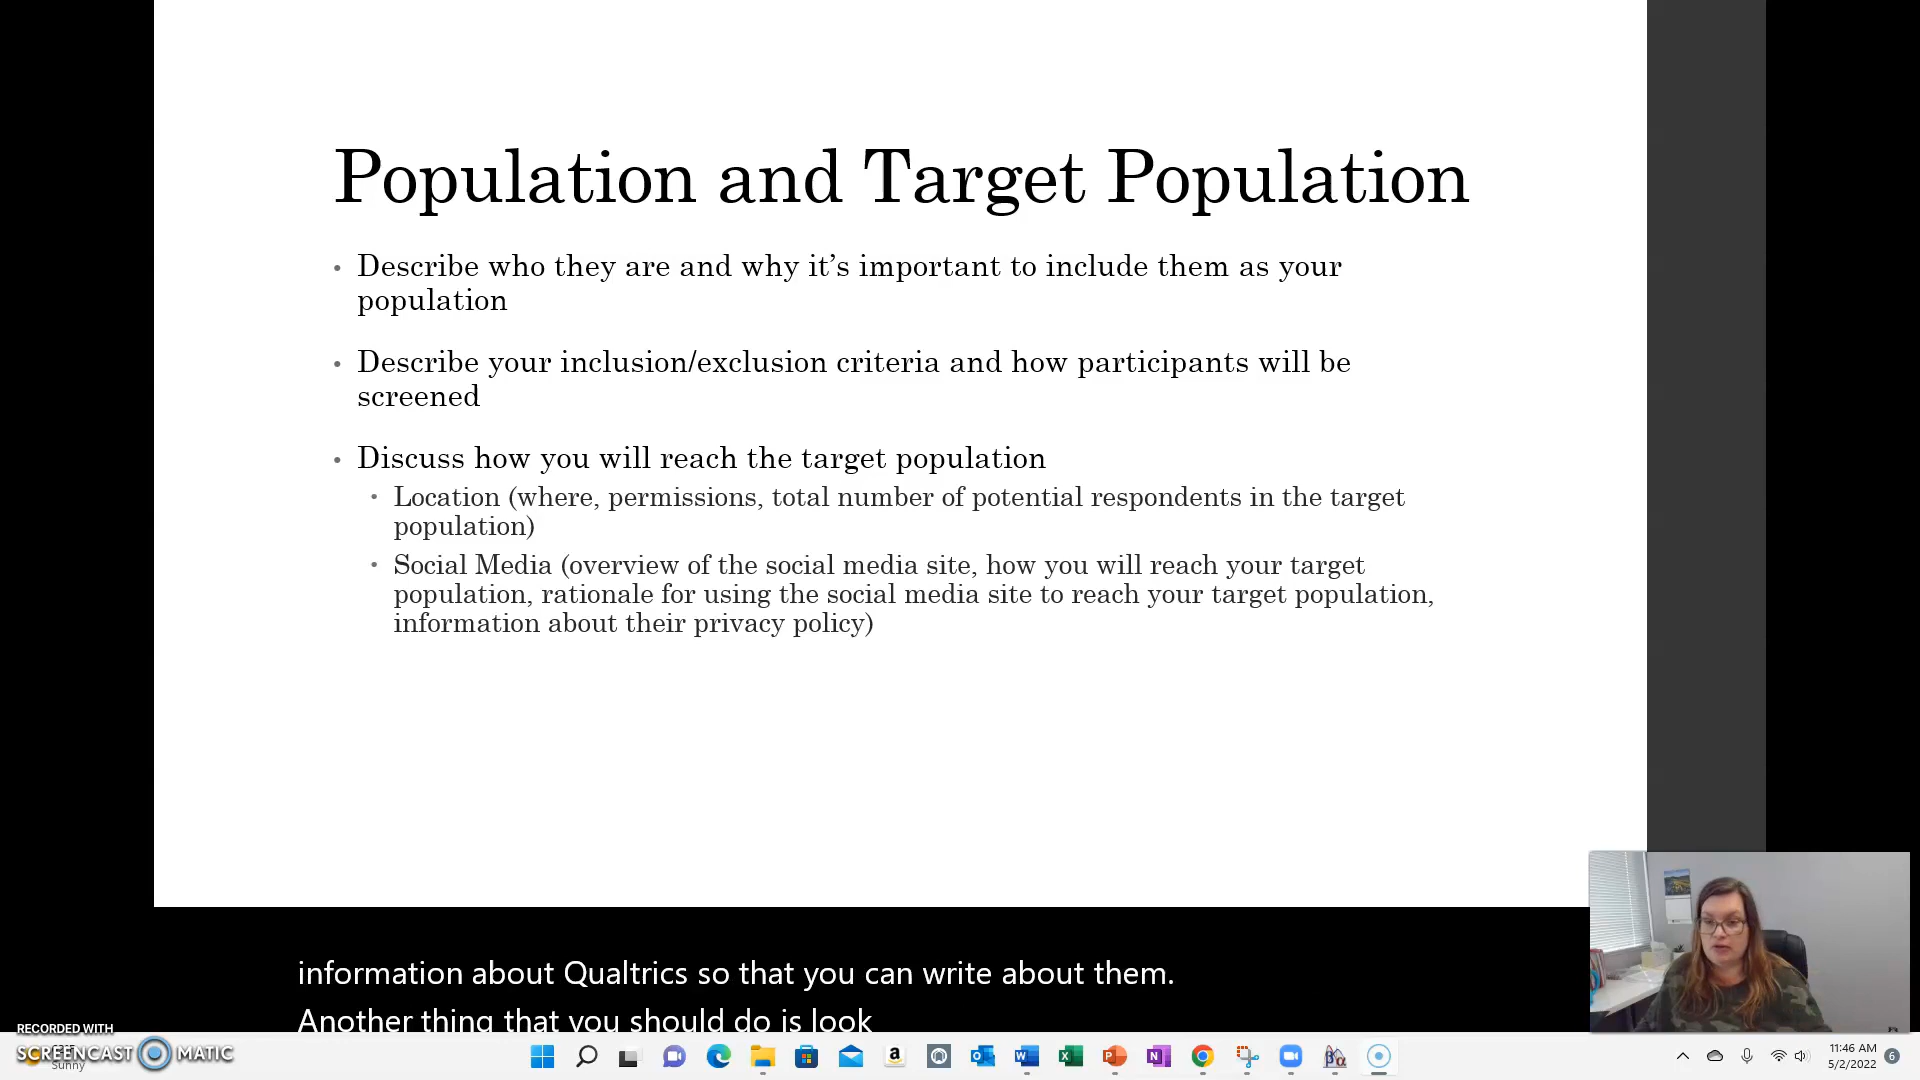 Population and Target Population
• Describe who they are and why it’s important to include them as your
population
• Describe your inclusion/exclusion criteria and how participants will be
screened
• Discuss how you will reach the target population
• Location (where, permissions, total number of potential respondents in the target
population)
• Social Media (overview of the social media site, how you will reach your target
population, rationale for using the social media site to reach your target population,
information about their privacy policy)
information about Qualtrics so that you can write about them.
Another thing that you should do is look
RECORDED WITH
SCREENCAST MATIC
Sunny
11:46 AM
5/2/2022
6